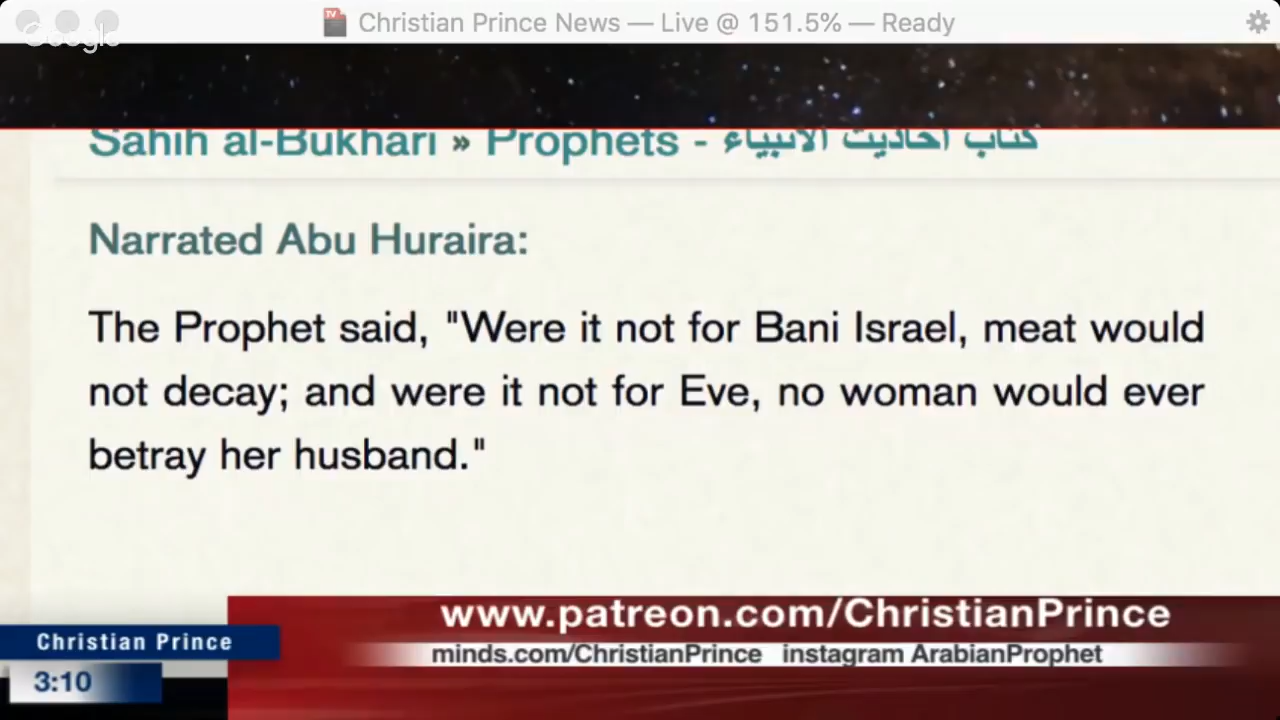 Christian Prince News — Live @ 151.5% — Ready
Google
TV
Sahih al-Bukhari » Prophets - كتاب أحاديث الأنبياء
Narrated Abu Huraira:
The Prophet said, "Were it not for Bani Israel, meat would
not decay; and were it not for Eve, no woman would ever
betray her husband."
www.patreon.com/ChristianPrince
Christian Prince
minds.com/ChristianPrince instagram ArabianProphet
3:10